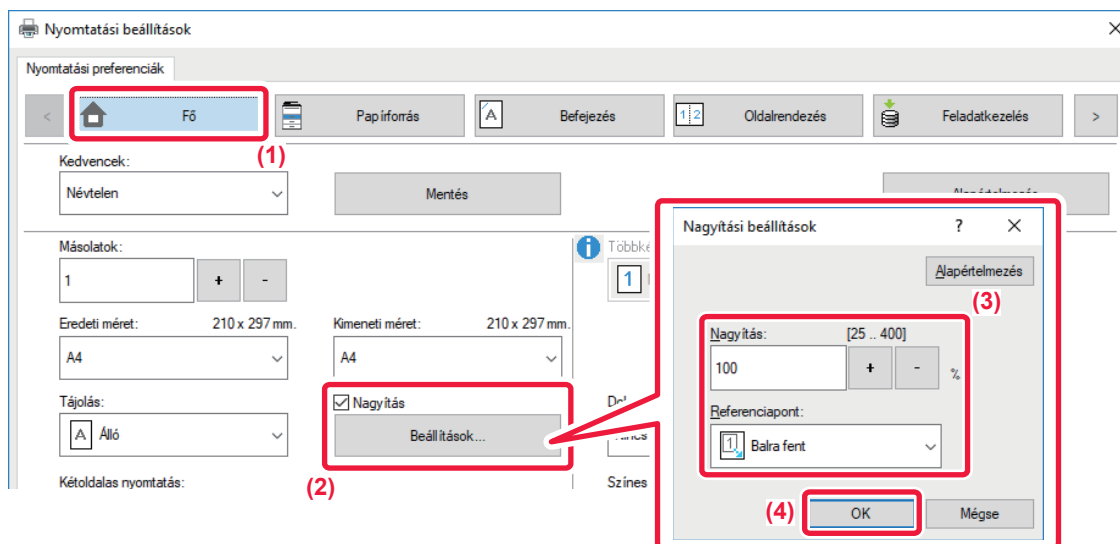 Nyomtatási beállítások
Nyomtatási preferenciák
< Fő Papírforrás Befejezés Oldalrendezés Feladatkezelés >
(1)
Kedvencek:
Névtelen Mentés
Másolatok:
1 + -
Eredeti méret: 210 x 297 mm. Kimeneti méret: 210 x 297 mm.
A4 A4
Tájolás: Nagyítás
A Álló Beállítások...
(2)
Kétoldalas nyomtatás: Színes
Nagyítási beállítások ?
Alapértelmezés
(3)
Nagyítás: [25 .. 400]
100 + - %
Referenciapont:
1 Balra fent
(4) OK Mégse